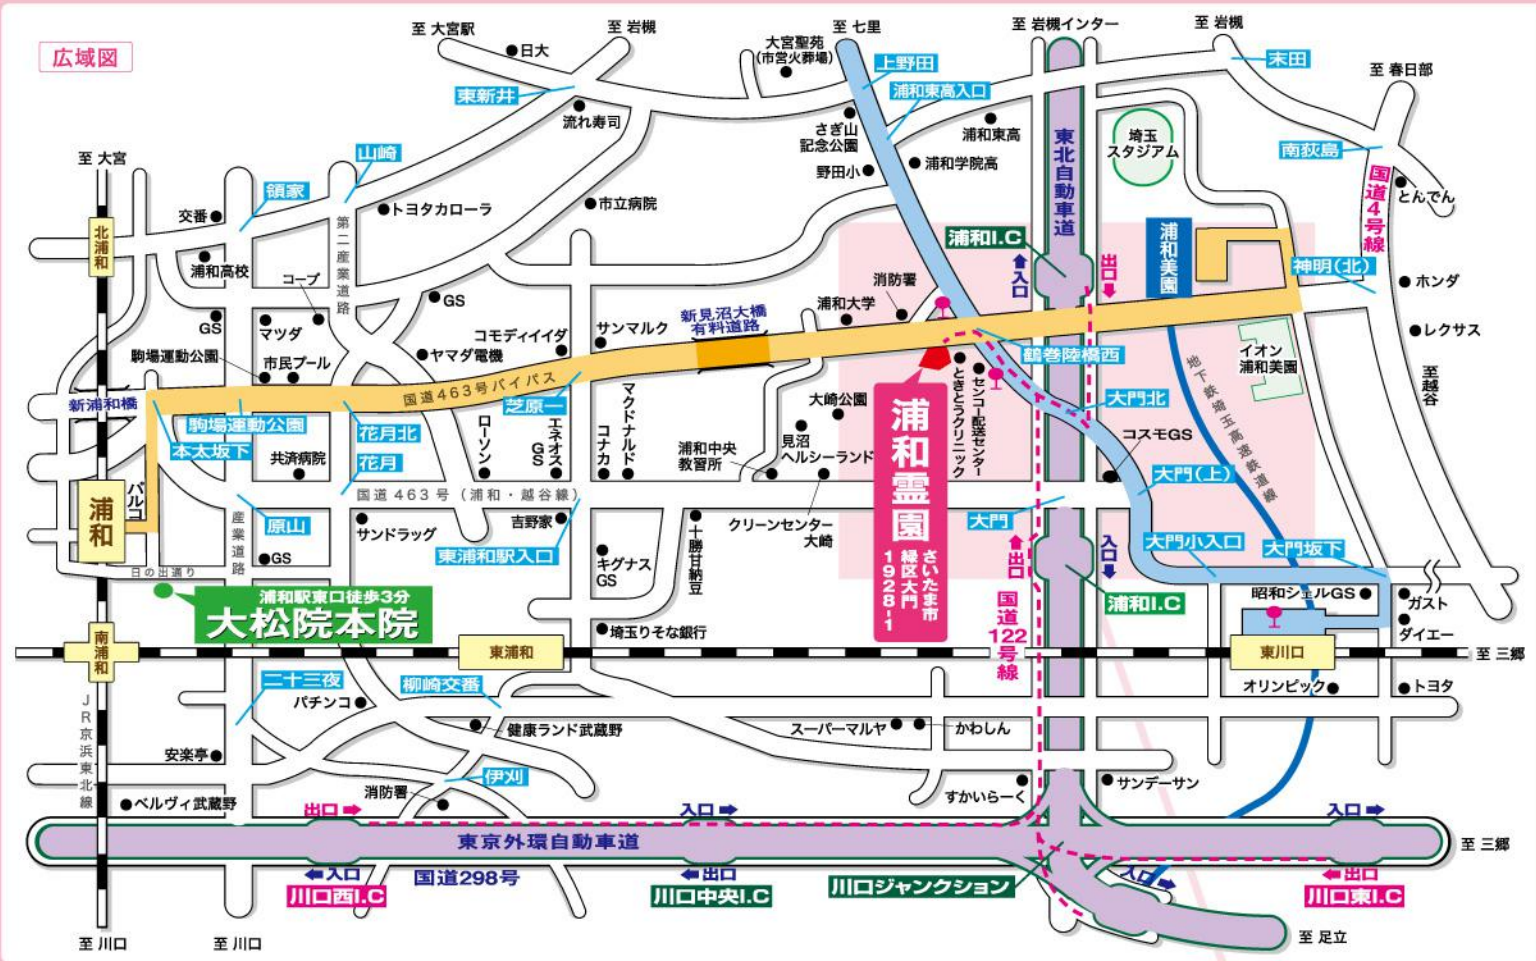 広域図
至 大宮駅
日大
至 岩槻
大宮聖苑
(市営火葬場)
至 七里
上野田
至 岩槻インター
至 岩槻
末田
至 春日部
東新井
流れ寿司
浦和東高入口
さぎ山
記念公園
浦和東高
東北自動車道
埼玉
スタジアム
南荻島
国道4号線
とんでん
至 大宮
山崎
領家
交番
第二産業道路
トヨタカローラ
市立病院
野田小
浦和学院高
北浦和
浦和高校
コープ
浦和I.C
入口
出口
浦和美園
神明(北)
ホンダ
GS
マツダ
GS
消防署
浦和大学
新見沼大橋
有料道路
コモディイイダ
サンマルク
レクサス
駒場運動公園
市民プール
ヤマダ電機
鶴巻陸橋西
イオン
浦和美園
至越谷
新浦和橋
国道463号バイパス
芝原一
マクドナルド
大崎公園
ときとうクリニック
センコー配送センター
大門北
地下鉄埼玉高速鉄道線
駒場運動公園
花月北
本太坂下
共済病院
花月
ローソン
エネオス
GS
コナカ
見沼
ヘルシーランド
浦和中央
教習所
浦和霊園
さいたま市
緑区大門
1928-1
コスモGS
大門(上)
浦和
パルコ
国道463号(浦和・越谷線)
原山
産業道路
サンドラッグ
吉野家
東浦和駅入口
クリーンセンター
大崎
大門
大門小入口
大門坂下
GS
キグナス
GS
十勝甘納豆
出口
入口
浦和I.C
昭和シェルGS
ガスト
ダイエー
日の出通り
浦和駅東口徒歩3分
大松院本院
埼玉りそな銀行
国道122号線
南浦和
東浦和
東川口
至 三郷
二十三夜
柳崎交番
パチンコ
健康ランド武蔵野
スーパーマルヤ
かわしん
オリンピック
トヨタ
JR京浜東北線
安楽亭
伊刈
消防署
すかいらーく
サンデーサン
ベルヴィ武蔵野
出口
入口
入口
東京外環自動車道
至 三郷
入口
国道298号
出口
入口
出口
川口西I.C
川口中央I.C
川口ジャンクション
川口東I.C
至 川口
至 川口
至 足立